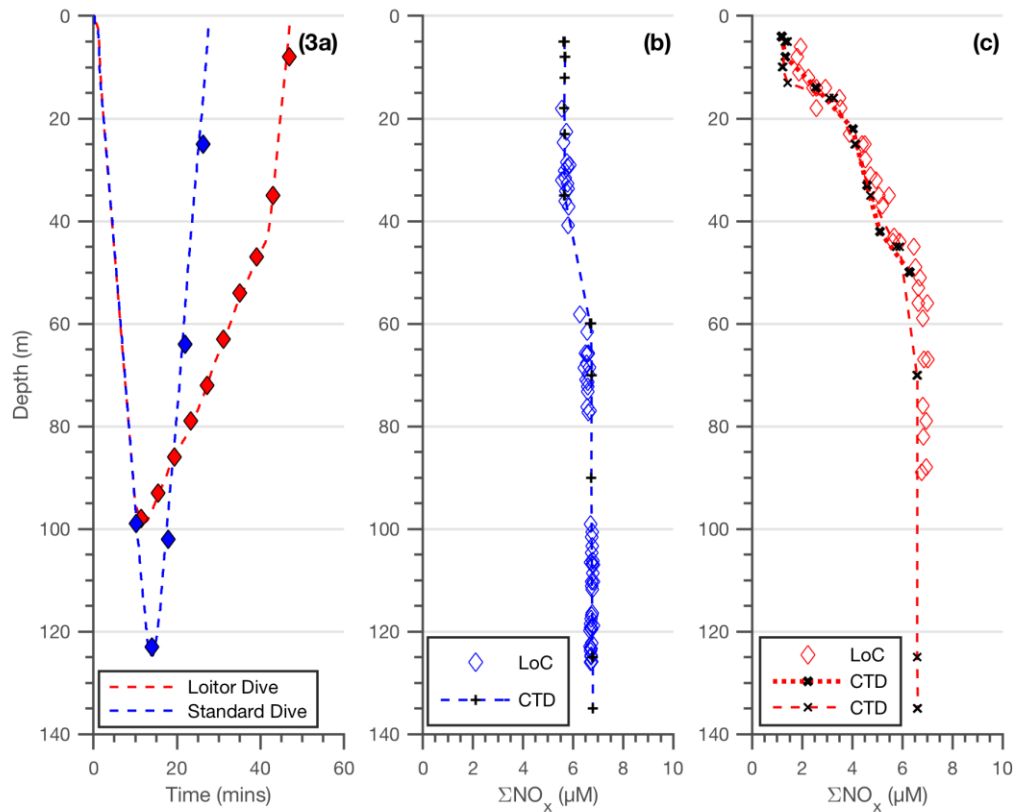 (3a)
0
20
40
60
80
100
120
140
Depth (m)
0
20
40
60
Time (mins)
Loitor Dive
Standard Dive
(b)
0
20
40
60
80
100
120
140
0
2
4
6
8
10
ΣNOx (µM)
LoC
CTD
(c)
0
20
40
60
80
100
120
140
0
2
4
6
8
10
ΣNOx (µM)
LoC
CTD
CTD